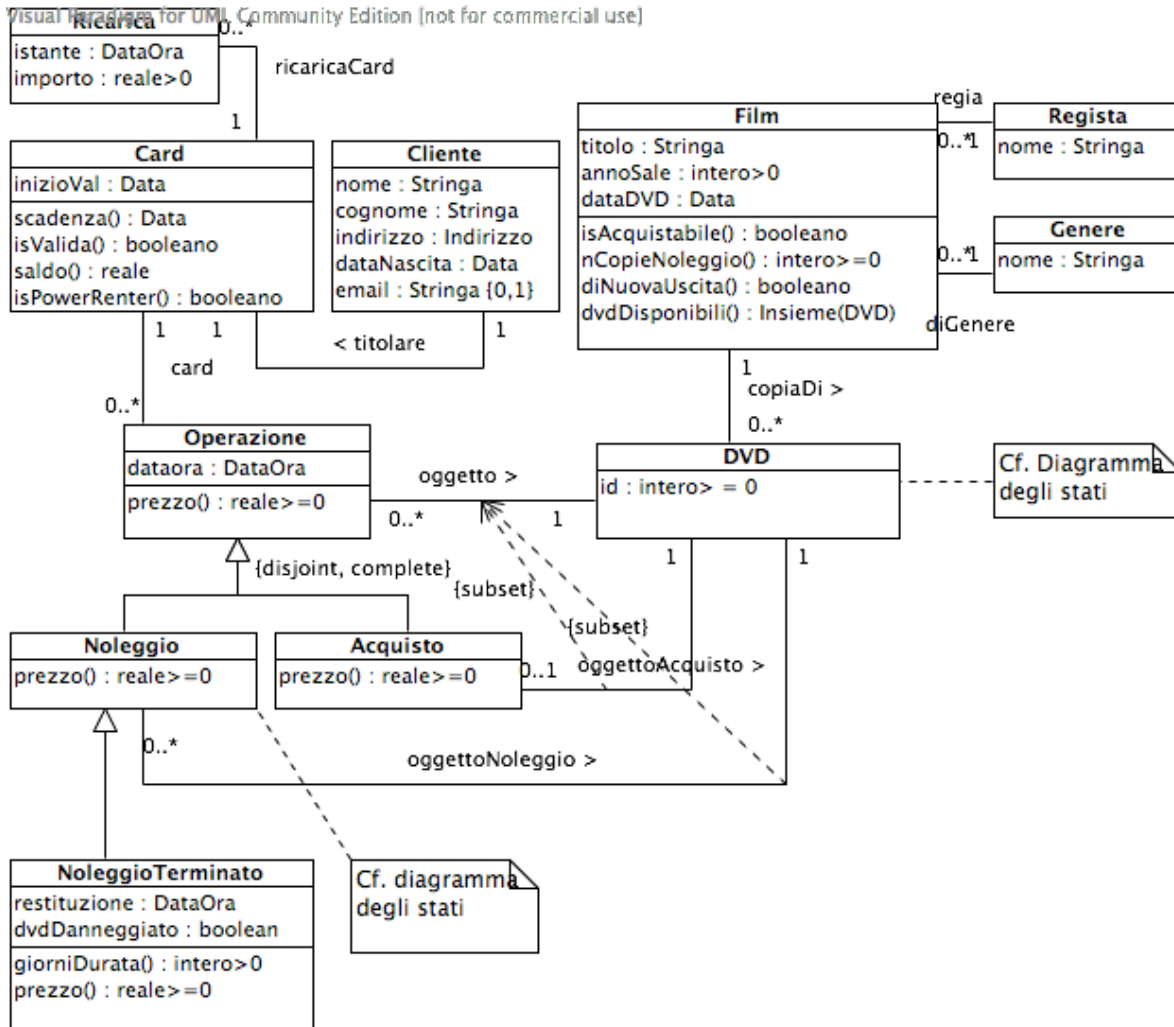 Visual Paradigm for UML Community Edition [not for commercial use]
Ricarica
istante : DataOra
importo : reale>0
0..*
ricaricaCard
1
Card
inizioVal : Data
scadenza() : Data
isValida() : booleano
saldo() : reale
isPowerRenter() : booleano
Cliente
nome : Stringa
cognome : Stringa
indirizzo : Indirizzo
dataNascita : Data
email : Stringa {0,1}
Film
titolo : Stringa
annoSale : intero>0
dataDVD : Data
isAcquistabile() : booleano
nCopieNoleggio() : intero>=0
diNuovaUscita() : booleano
dvdDisponibili() : Insieme(DVD)
regia
0..*
1
Regista
nome : Stringa
0..*
1
Genere
nome : Stringa
diGenere
1
1
< titolare
1
card
0..*
1
copiaDi >
0..*
Operazione
dataora : DataOra
prezzo() : reale>=0
oggetto >
0..*
1
DVD
id : intero> = 0
Cf. Diagramma
degli stati
{disjoint, complete}
{subset}
{subset}
1
1
Noleggio
prezzo() : reale>=0
Acquisto
prezzo() : reale>=0
0..1
oggettoAcquisto >
0..*
oggettoNoleggio >
NoleggioTerminato
restituzione : DataOra
dvdDanneggiato : boolean
giorniDurata() : intero>0
prezzo() : reale>=0
Cf. diagramma
degli stati